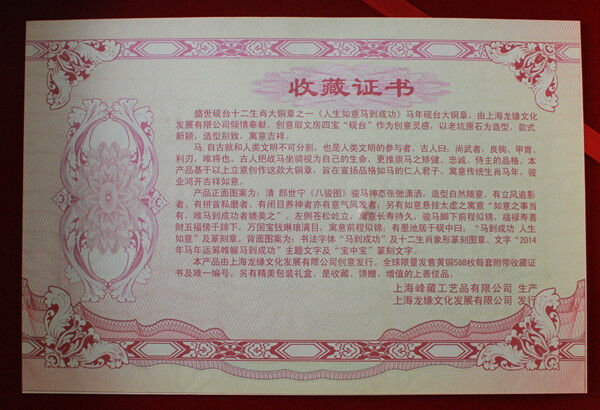 收藏证书
盛世砚台十二生肖大铜章之一《人生如意马到成功》马年砚台大铜章，由上海龙缘文化
发展有限公司倾情奉献，创意取文房四宝“砚台”作为创意灵感，以老坑原石为造型，款式
新颖，造型别致，寓意吉祥。
马，自古就和人类文明不可分割，也是人类文明的参与者，古人曰：尚武者，良驹、甲胄、
利刃，唯将也。古人把战马坐骑视为自己的生命，更推崇马之矫健、忠诚、侍主的品格。本
产品基于以上立意创作这款大铜章，旨在宣扬品格如马的仁人君子，寓意传统生肖马年，骏
业鸿开吉祥如意。
产品正面图案为：清.郎世宁《八骏图》骏马抻恋张弛潇洒，造型自然随意，有立风追影
者、有拼首私磨者、有闭目养神者亦有意气风发者；另有如意悬挂太虚之寓意“如意之事当
有，唯马到成功者媲美之”，左侧苍松屹立，寓意长寿持久，骏马脚下前程似锦，福禄寿喜
财五福傍于蹄下，万国宝钱琳琅满目，寓意前程似锦，有墨池居于砚中曰：“马到成功 人生
如意”及篆刻章。背面图案为：书法字体“马到成功”及十二生肖象形篆刻图章，文字“2014
年马年运筹帷幄马到成功”主题文字及“宝中宝”篆刻文字。
本产品由上海龙缘文化发展有限公司创意发行，全球限量发售黄铜588枚每套附带收藏证
书及唯一编号。另有精美包装礼盒，是收藏、馈赠、增值的上善佳品。
上海峰藏工艺品有限公司 生产
上海龙缘文化发展有限公司 发行